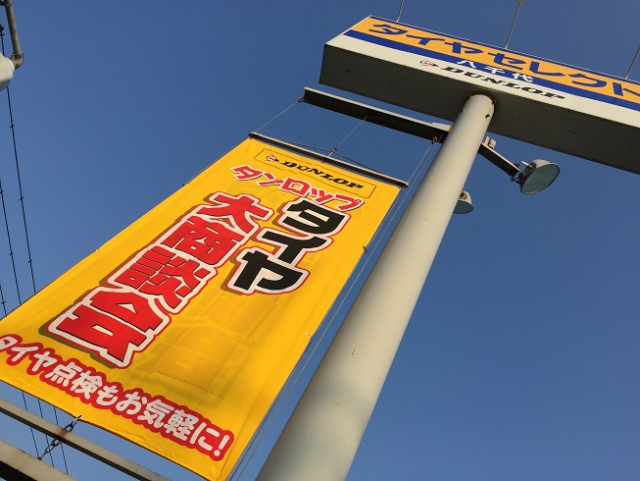 タイヤセレクト
八千代
DUNLOP
DUNLOP
タンロップ
タイヤ
大商談会
タイヤ点検もお気軽に!